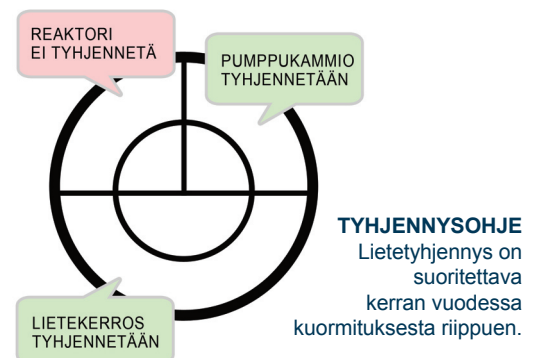 REAKTORI
EI TYHJENNETÄ
PUMPPUKAMMIO
TYHJENNETÄÄN
TYHJENNYSOHJE
Lietetyhjennys on
suoritettava
kerran vuodessa
kuormituksesta riippuen.
LIETEKERROS
TYHJENNETÄÄN